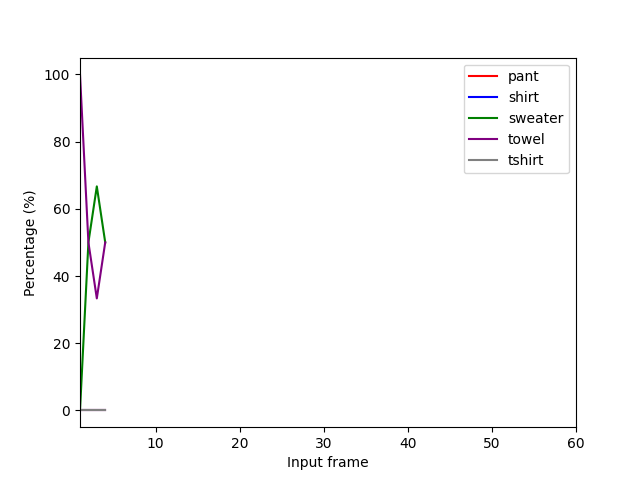 100
80
60
40
20
0
Percentage (%)
10 20 30 40 50 60
Input frame
pant
shirt
sweater
towel
tshirt